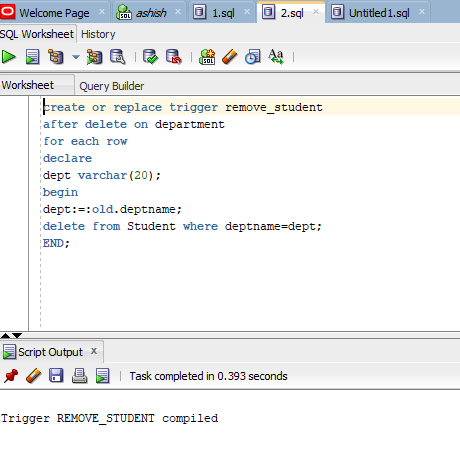 Welcome Page ashish 1.sql 2.sql Untitled1.sql
SQL Worksheet History
Worksheet Query Builder
create or replace trigger remove_student
after delete on department
for each row
declare
dept varchar(20);
begin
dept:=:old.deptname;
delete from Student where deptname=dept;
END;
Script Output x
Task completed in 0.393 seconds
Trigger REMOVE_STUDENT compiled